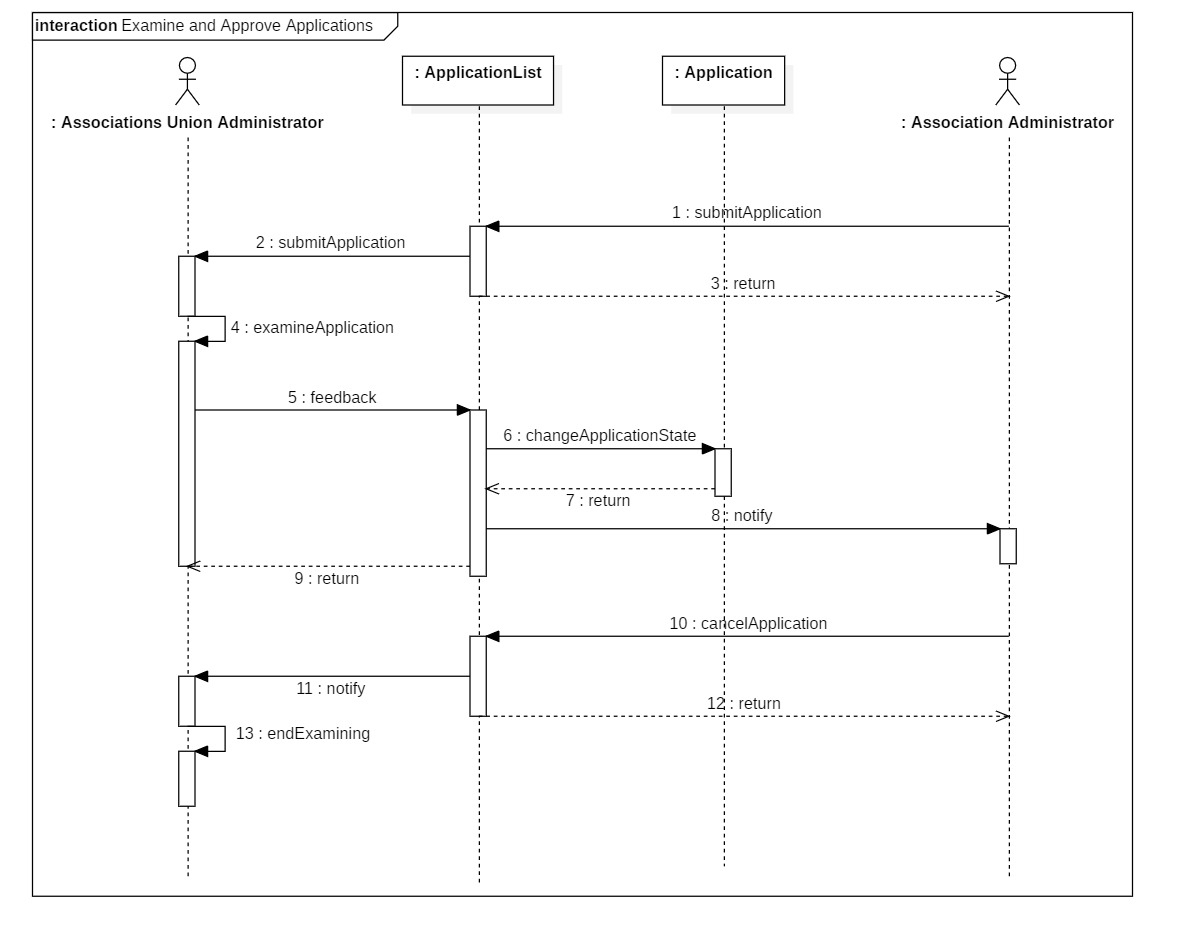 interaction Examine and Approve Applications
: ApplicationList
: Application
: Associations Union Administrator
: Association Administrator
1 : submitApplication
2 : submitApplication
3 : return
4 : examineApplication
5 : feedback
6 : changeApplicationState
7 : return
8 : notify
9 : return
10 : cancelApplication
11 : notify
12 : return
13 : endExamining